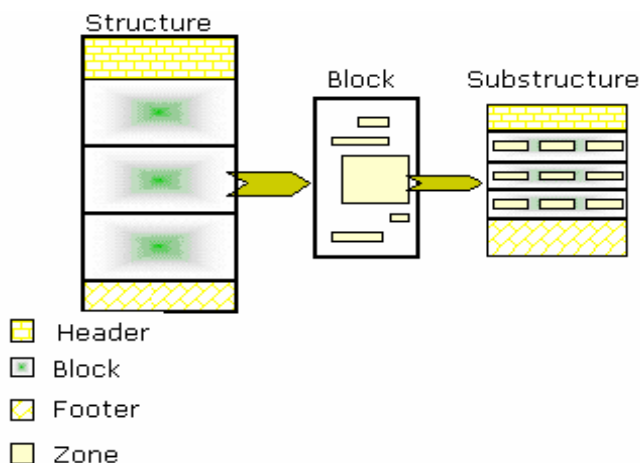 Structure
Block
Substructure
Header
Block
Footer
Zone